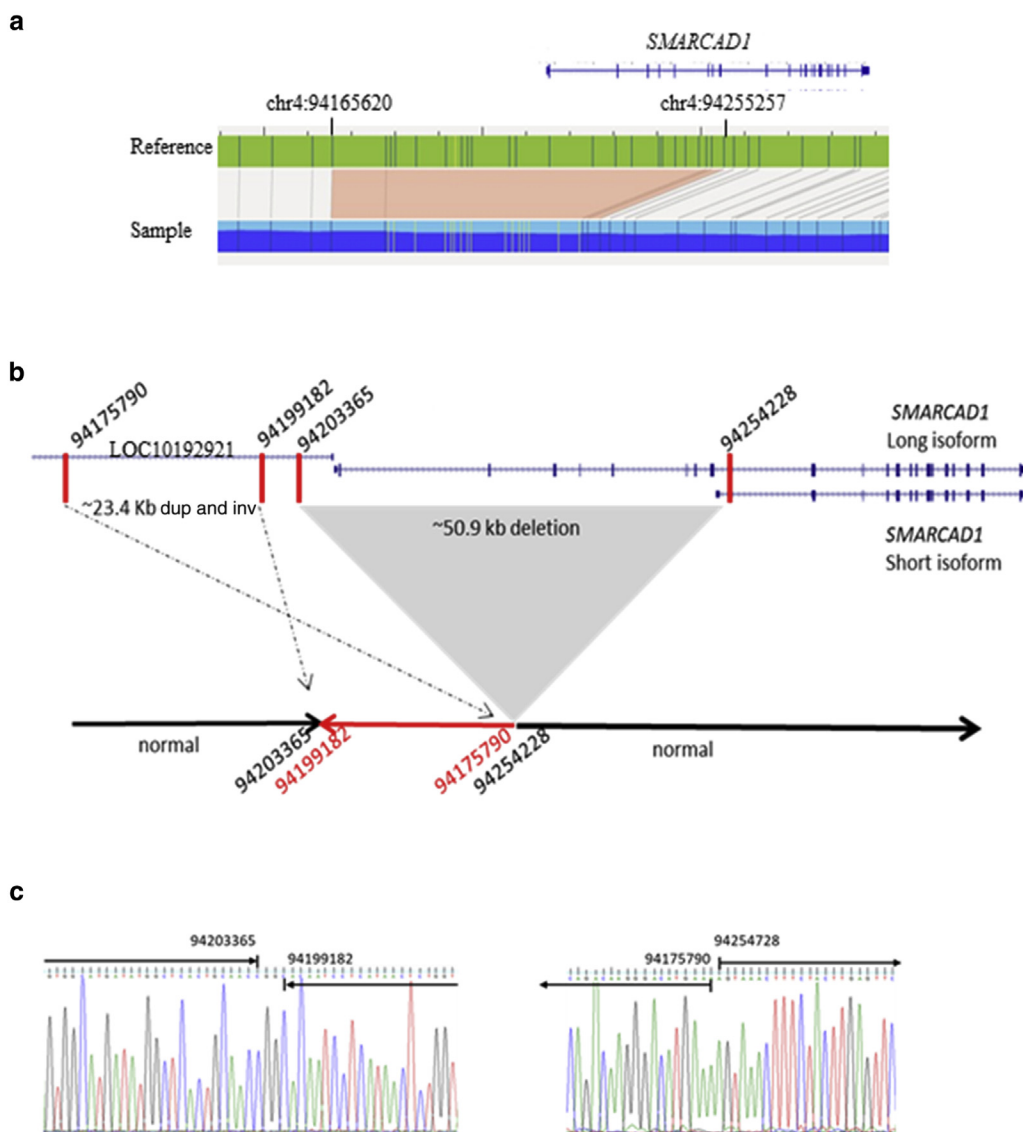 a
SMARCAD1
chr4:94165620 chr4:94255257
Reference
Sample
b
94175790 94199182 94203365 94254228
LOC10192921
SMARCAD1
Long isoform
~23.4 Kb dup and inv
~50.9 kb deletion
SMARCAD1
Short isoform
normal 94203365 94199182 94175790 94254228 normal
c
94203365 94254728
94199182 94175790